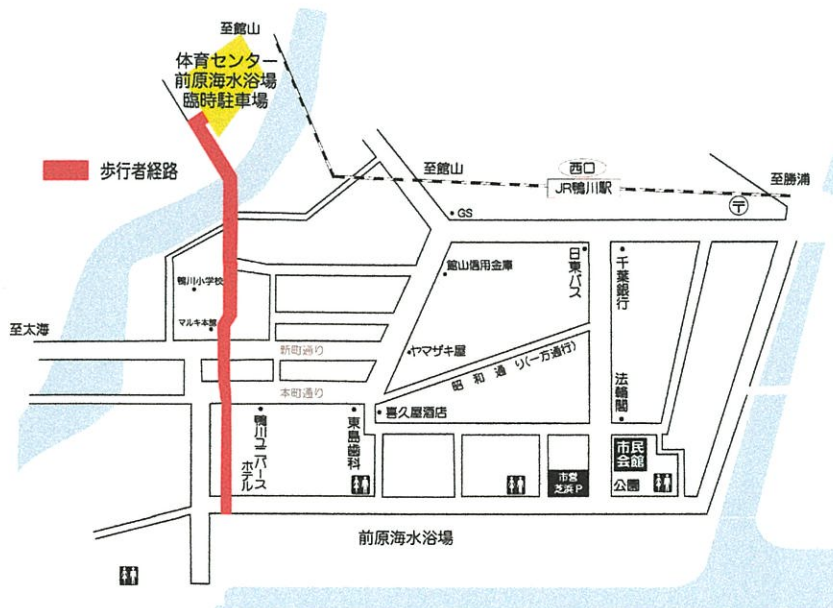 至館山
体育センター
前原海水浴場
臨時駐車場
歩行者経路
至館山
西口
JR鴨川駅
至勝浦
〒
GS
鴨川小学校
マルキ本館
館山信用金庫
日東バス
千葉銀行
至太海
新町通り
ヤマザキ屋
昭和通り(一方通行)
本町通り
法鶴閣
喜久屋酒店
鴨川ユニバース
ホテル
東島歯科
市民
会館
公園
市営
芝浜P
前原海水浴場